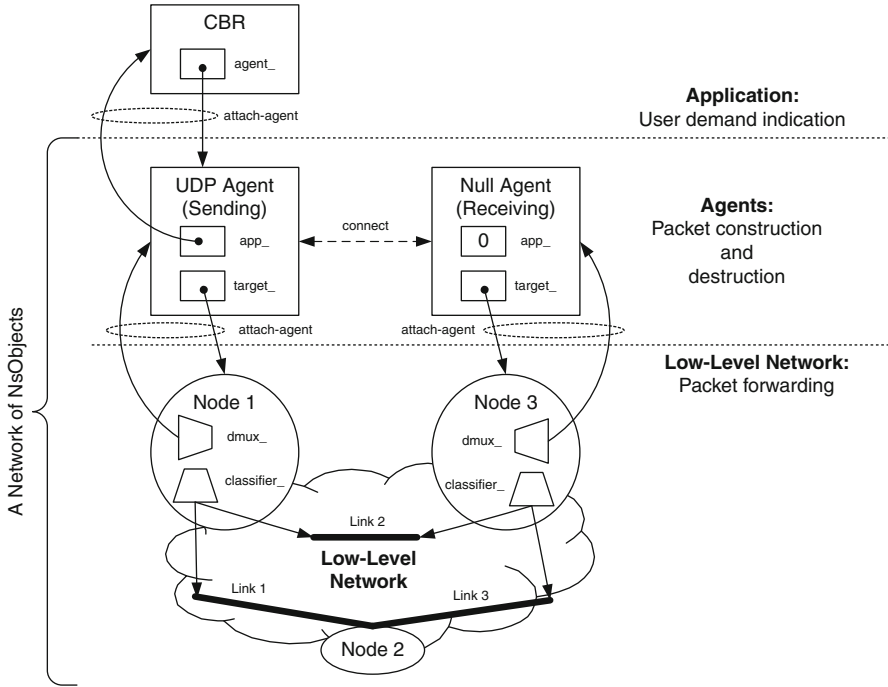 CBR
agent_
attach-agent
Application:
User demand indication
UDP Agent
(Sending)
app_
target_
connect
Null Agent
(Receiving)
0
app_
target_
Agents:
Packet construction
and
destruction
attach-agent
attach-agent
Low-Level Network:
Packet forwarding
A Network of NsObjects
Node 1
dmux_
classifier_
Node 3
dmux_
classifier_
Link 2
Low-Level
Network
Link 1
Link 3
Node 2